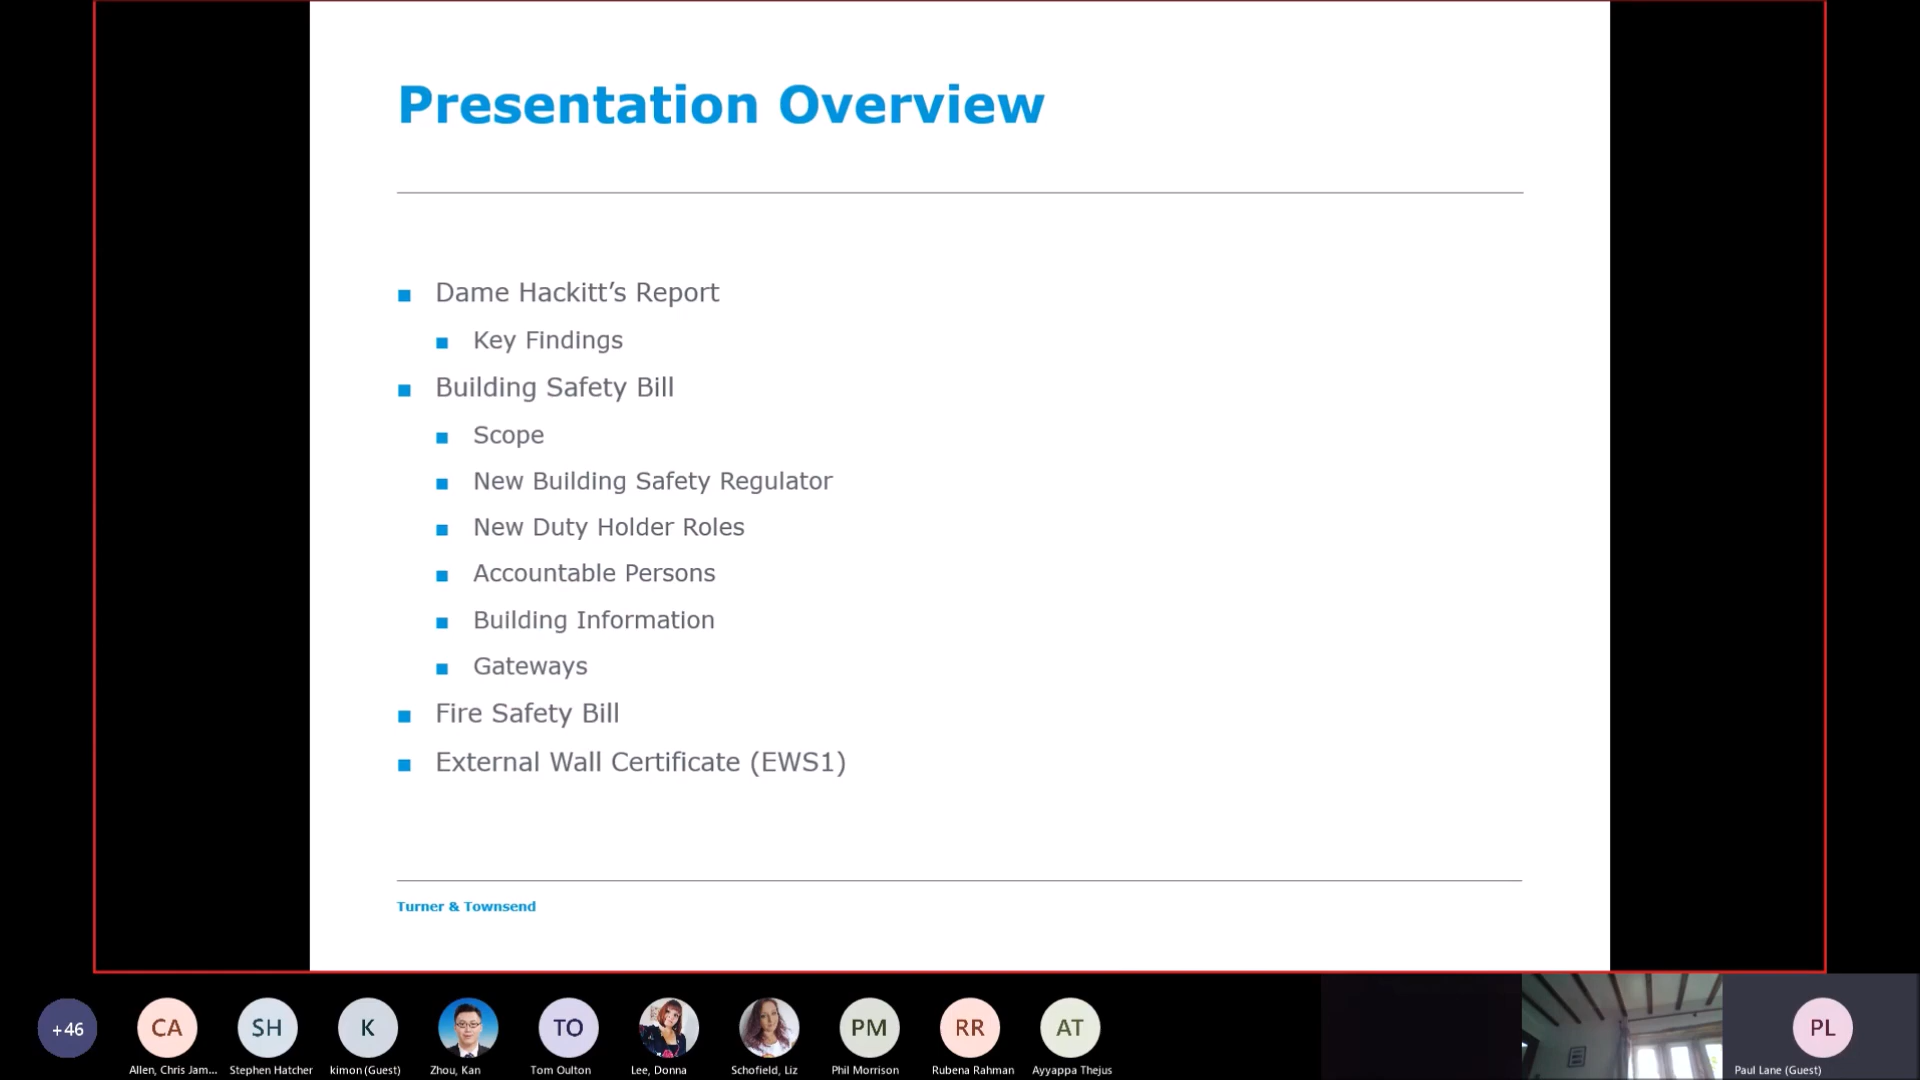 Presentation Overview
Dame Hackitt’s Report
Key Findings
Building Safety Bill
Scope
New Building Safety Regulator
New Duty Holder Roles
Accountable Persons
Building Information
Gateways
Fire Safety Bill
External Wall Certificate (EWS1)
Turner & Townsend
+46
CA
SH
K
TO
PM
RR
AT
PL
Allen, Chris Jam...
Stephen Hatcher
kimon (Guest)
Zhou, Kan
Tom Oulton
Lee, Donna
Schofield, Liz
Phil Morrison
Rubena Rahman
Ayyappa Thejus
Paul Lane (Guest)